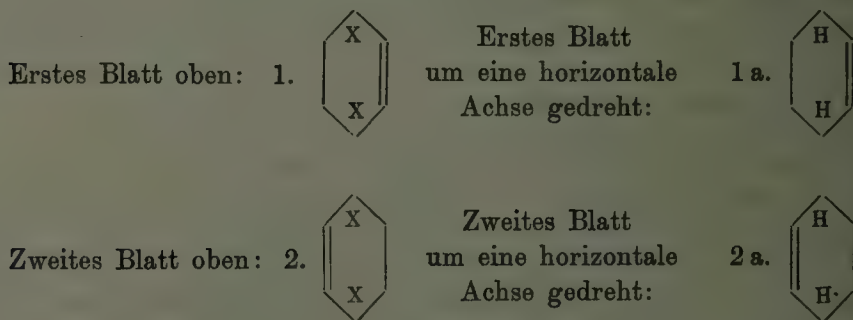 Erstes Blatt oben: 1.
X
X
Erstes Blatt
um eine horizontale
Achse gedreht:
1 a.
H
H
Zweites Blatt oben: 2.
X
X
Zweites Blatt
um eine horizontale
Achse gedreht:
2 a.
H
H